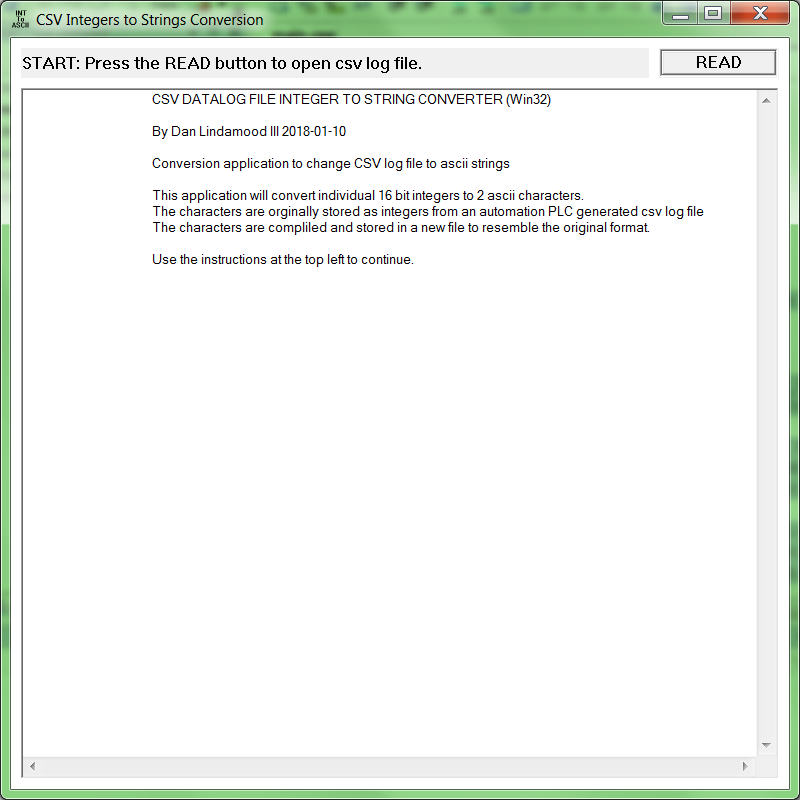 INT
To
ASCII
CSV Integers to Strings Conversion
START: Press the READ button to open csv log file.
READ
CSV DATALOG FILE INTEGER TO STRING CONVERTER (Win32)
By Dan Lindamood III 2018-01-10
Conversion application to change CSV log file to ascii strings
This application will convert individual 16 bit integers to 2 ascii characters.
The characters are orginally stored as integers from an automation PLC generated csv log file
The characters are compliled and stored in a new file to resemble the original format.
Use the instructions at the top left to continue.